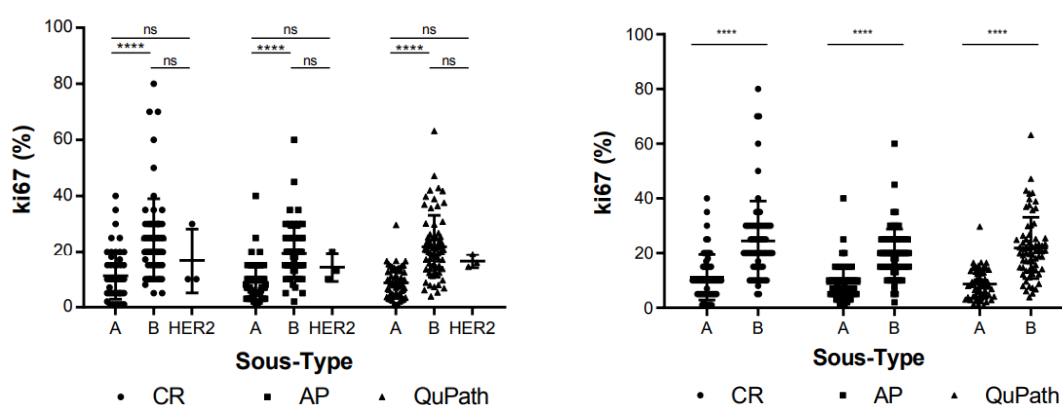 ns ns ns
**** ns **** ns **** ns
ki67 (%)
100
80
60
40
20
0
A B HER2 A B HER2 A B HER2
Sous-Type
• CR ■ AP ▲ QuPath
**** **** ****
ki67 (%)
100
80
60
40
20
0
A B A B A B
Sous-Type
• CR ■ AP ▲ QuPath